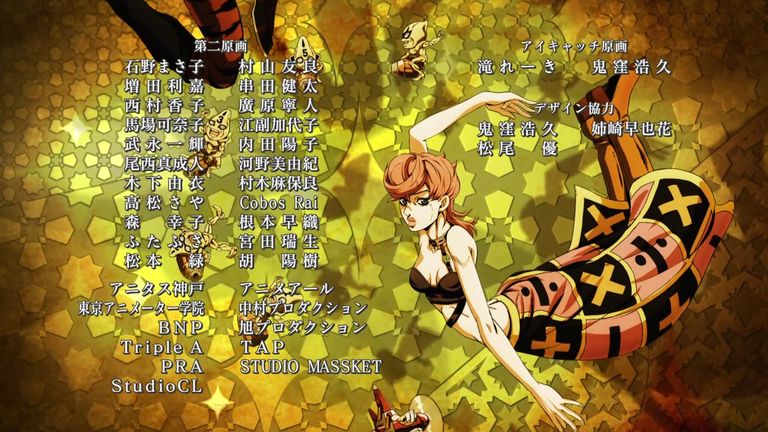 第二原画
石野まさ子 村山友良
増田利嘉 串田健太
西村香子 廣原寧人
馬場可奈子 江副加代子
武永一輝 内田陽子
尾西真成人 河野美由紀
木下由衣 村木麻保良
高松さや Cobos Rai
森 幸子 根本早織
ふたぶさ 宮田瑞生
松本 緑 胡 陽樹
アニタス神戸 アニメアール
東京アニメーター学院 中村プロダクション
BNP 旭プロダクション
Triple A TAP
PRA STUDIO MASSKET
StudioCL
アイキャッチ原画
滝れーき 鬼窪浩久
デザイン協力
鬼窪浩久 姉崎早也花
松尾 優